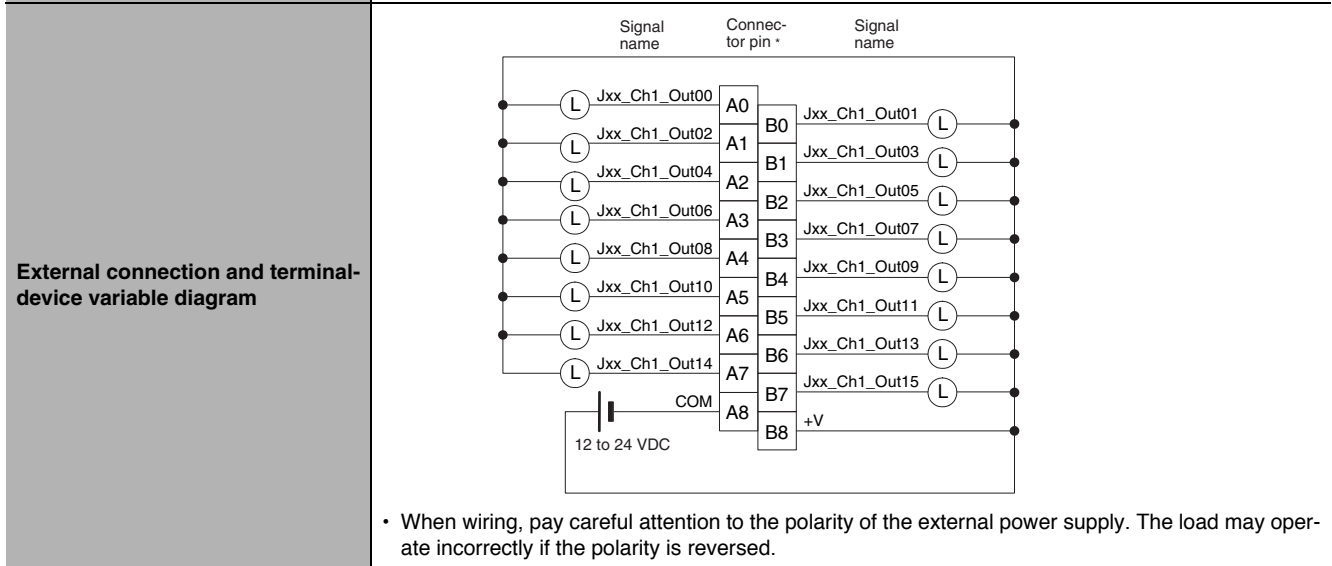 External connection and terminal-
device variable diagram
Signal
name
Connec-
tor pin *
Signal
name
L Jxx_Ch1_Out00 A0
B0 Jxx_Ch1_Out01 L
L Jxx_Ch1_Out02 A1
B1 Jxx_Ch1_Out03 L
L Jxx_Ch1_Out04 A2
B2 Jxx_Ch1_Out05 L
L Jxx_Ch1_Out06 A3
B3 Jxx_Ch1_Out07 L
L Jxx_Ch1_Out08 A4
B4 Jxx_Ch1_Out09 L
L Jxx_Ch1_Out10 A5
B5 Jxx_Ch1_Out11 L
L Jxx_Ch1_Out12 A6
B6 Jxx_Ch1_Out13 L
L Jxx_Ch1_Out14 A7
B7 Jxx_Ch1_Out15 L
COM A8
B8 +V
12 to 24 VDC
• When wiring, pay careful attention to the polarity of the external power supply. The load may oper-
ate incorrectly if the polarity is reversed.